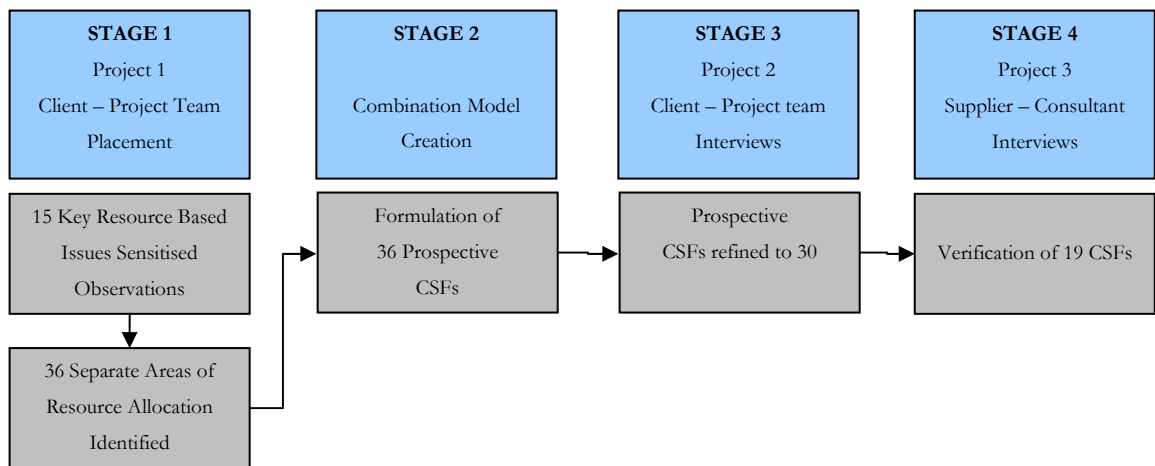 STAGE 1
Project 1
Client – Project Team
Placement
STAGE 2
Combination Model
Creation
STAGE 3
Project 2
Client – Project team
Interviews
STAGE 4
Project 3
Supplier – Consultant
Interviews
15 Key Resource Based
Issues Sensitised
Observations
36 Separate Areas of
Resource Allocation
Identified
Formulation of
36 Prospective
CSFs
Prospective
CSFs refined to 30
Verification of 19 CSFs